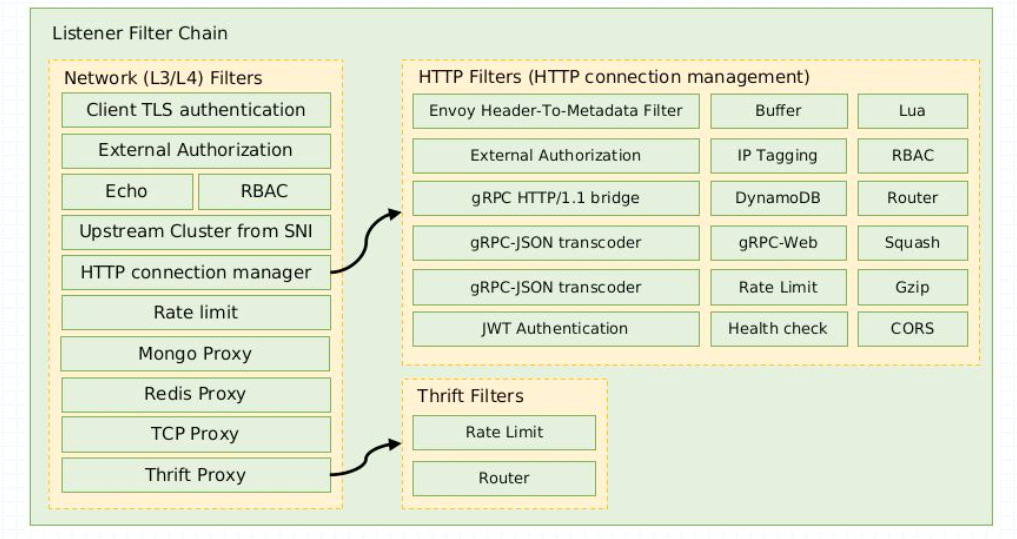 Listener Filter Chain
Network (L3/L4) Filters
Client TLS authentication
External Authorization
Echo
RBAC
Upstream Cluster from SNI
HTTP connection manager
Rate limit
Mongo Proxy
Redis Proxy
TCP Proxy
Thrift Proxy
HTTP Filters (HTTP connection management)
Envoy Header-To-Metadata Filter
Buffer
Lua
External Authorization
IP Tagging
RBAC
gRPC HTTP/1.1 bridge
DynamoDB
Router
gRPC-JSON transcoder
gRPC-Web
Squash
gRPC-JSON transcoder
Rate Limit
Gzip
JWT Authentication
Health check
CORS
Thrift Filters
Rate Limit
Router